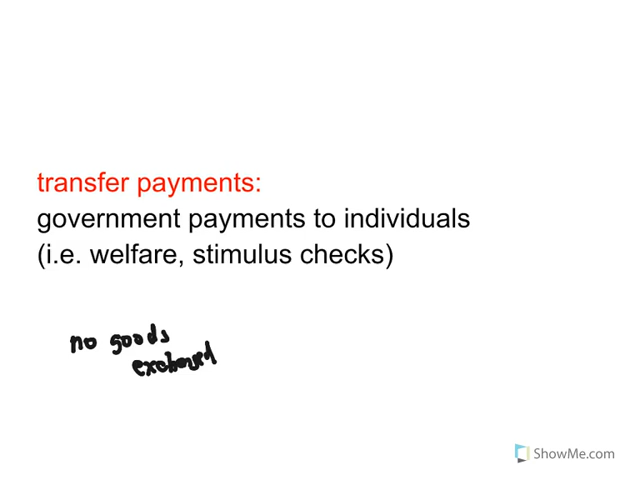 transfer payments:
government payments to individuals
(i.e. welfare, stimulus checks)
no goods
exchanged
ShowMe.com